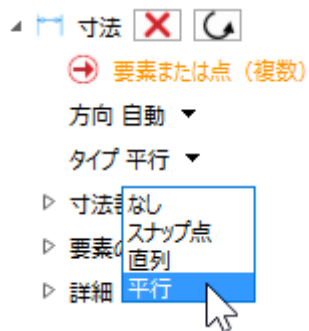 寸法
要素または点（複数）
方向 自動
タイプ 平行
寸法
なし
スナップ点
要素の
直列
詳細
平行